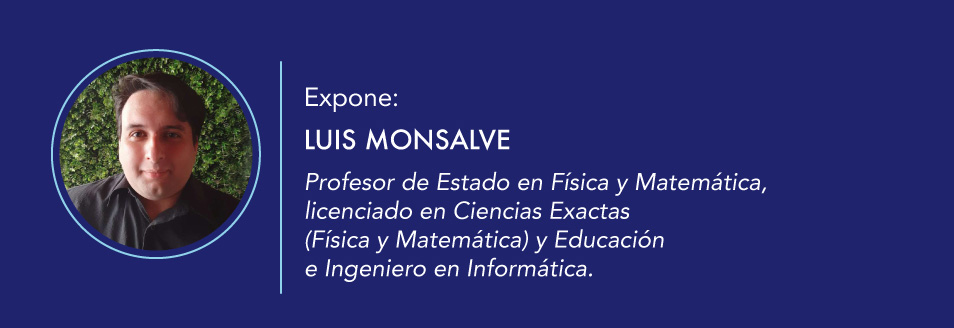 Expone:
LUIS MONSALVE
Profesor de Estado en Física y Matemática,
licenciado en Ciencias Exactas
(Física y Matemática) y Educación
e Ingeniero en Informática.